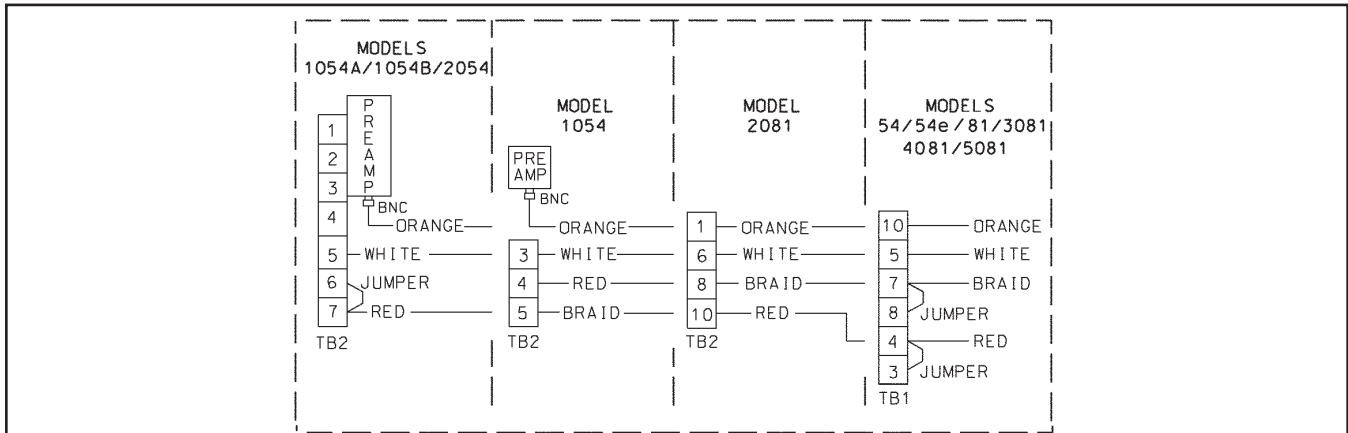 MODELS
1054A/1054B/2054
PREAMP
1
2
3
4
5
6
7
BNC
ORANGE
WHITE
JUMPER
RED
TB2
MODEL
1054
PRE
AMP
BNC
ORANGE
3
WHITE
4
RED
5
BRAID
TB2
MODEL
2081
1
ORANGE
6
WHITE
8
BRAID
10
RED
TB2
MODELS
54/54e/81/3081
4081/5081
10
ORANGE
5
WHITE
7
BRAID
8
JUMPER
4
RED
3
JUMPER
TB1